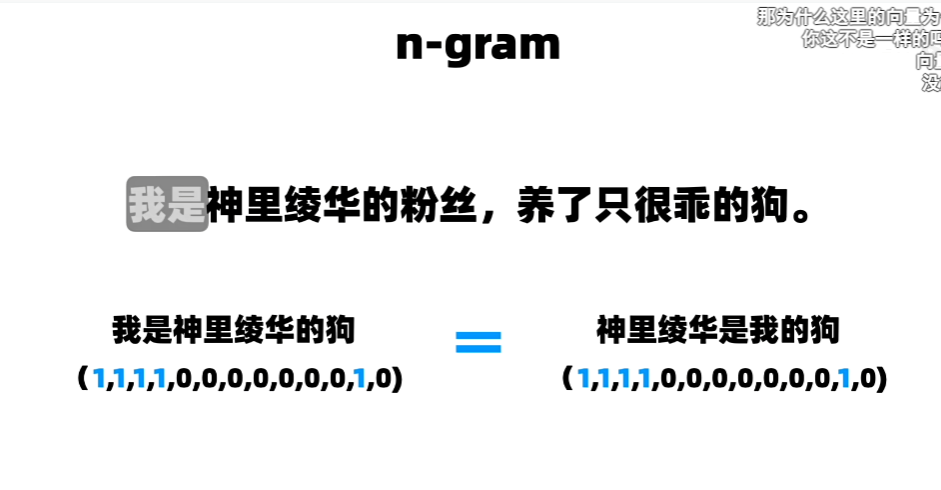 那为什么这里的向量为
n-gram
你这不是一样的吗
向量
我是神里绫华的粉丝，养了只很乖的狗。
我是神里绫华的狗
=
神里绫华是我的狗
(1,1,1,1,0,0,0,0,0,0,0,1,0)
(1,1,1,1,0,0,0,0,0,0,0,1,0)